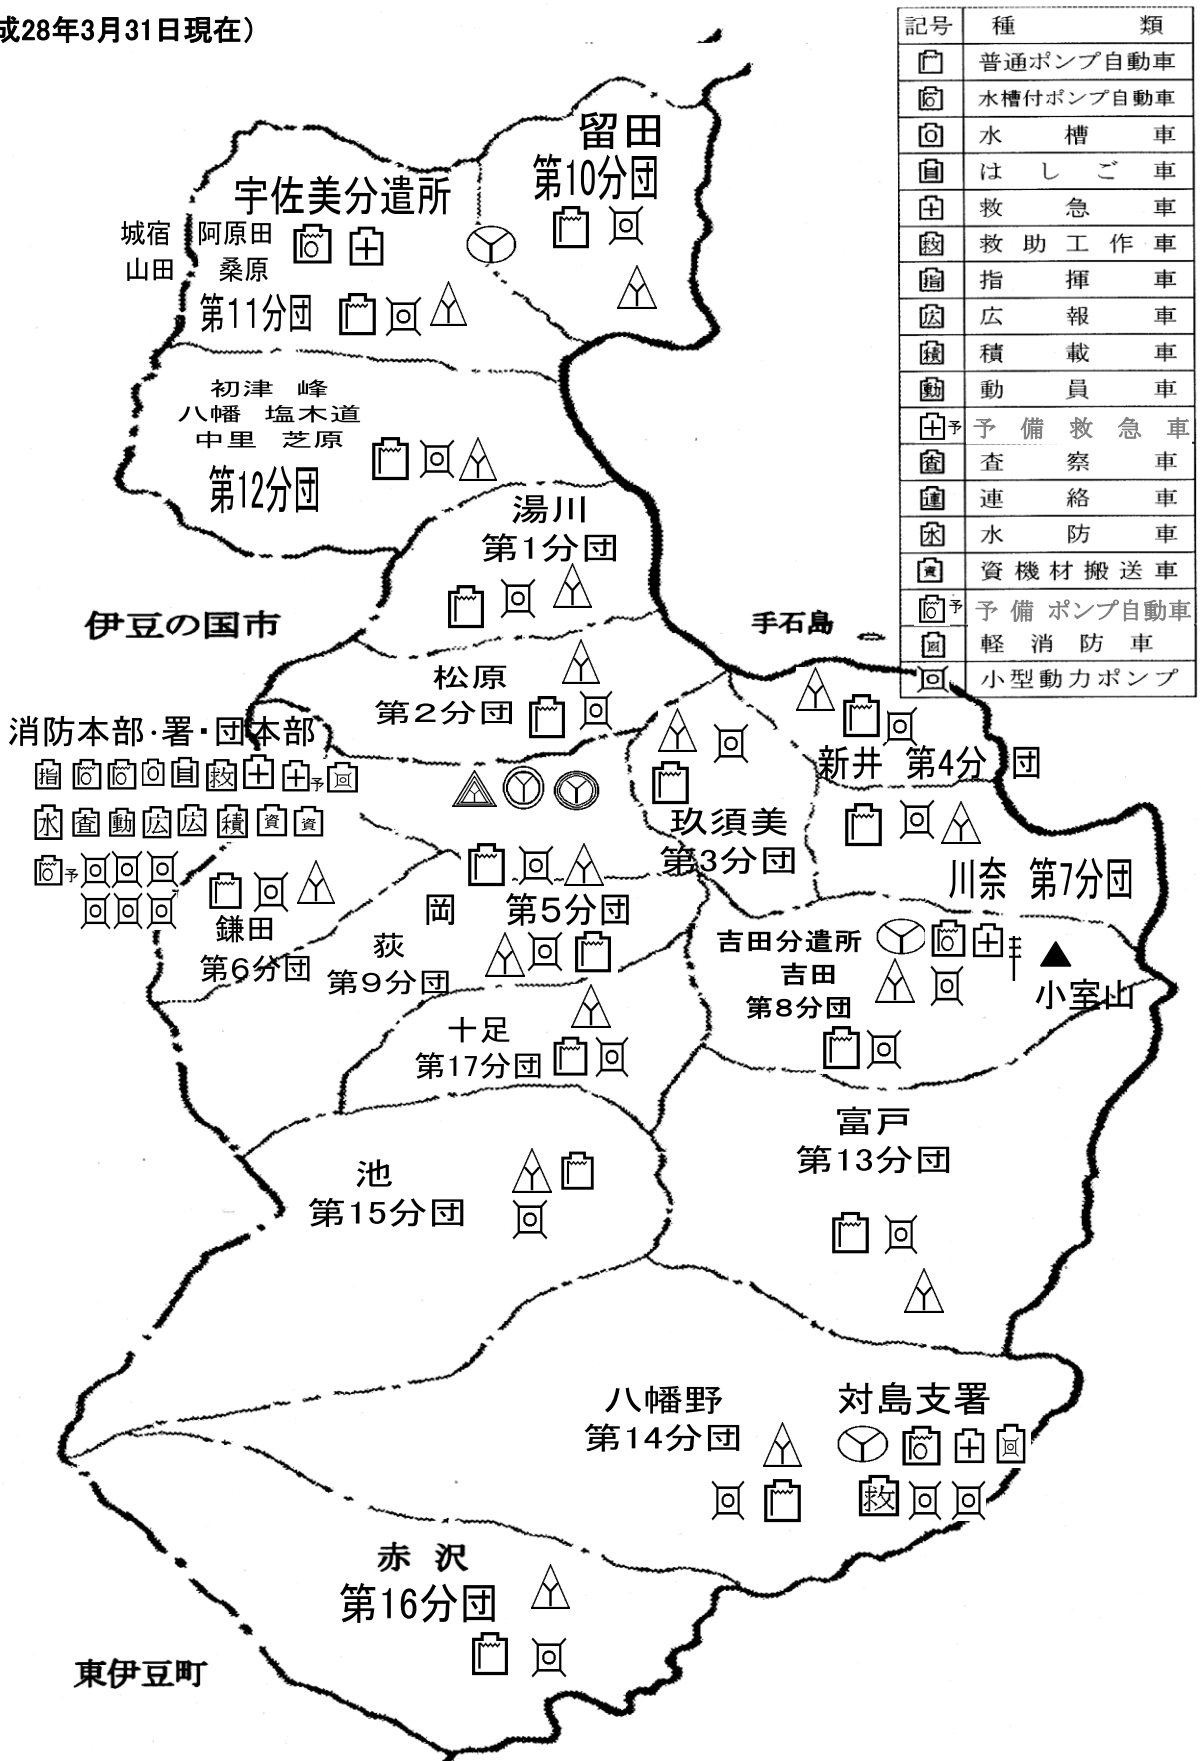 成28年3月31日現在）
記号 種類
普通ポンプ自動車
水槽付ポンプ自動車
水槽車
はしご車
救急車
救 救助工作車
指 指揮車
広 広報車
積 積載車
動 動員車
予 予備救急車
査 査察車
連 連絡車
水 水防車
資 資機材搬送車
予 予備ポンプ自動車
軽消防車
小型動力ポンプ
留田
第10分団
宇佐美分遣所
城宿 阿原田
山田 桑原
第11分団
初津 峰
八幡 塩木道
中里 芝原
第12分団
湯川
第1分団
伊豆の国市
手石島
松原
第2分団
消防本部・署・団本部
指 救 予
水 査 動 広 広 積 資 資
予
新井 第4分団
玖須美
第3分団
川奈 第7分団
岡 第5分団
鎌田
第6分団
荻
第9分団
吉田分遣所
吉田
第8分団
小室山
十足
第17分団
富戸
第13分団
池
第15分団
八幡野
第14分団
対島支署
救
赤沢
第16分団
東伊豆町